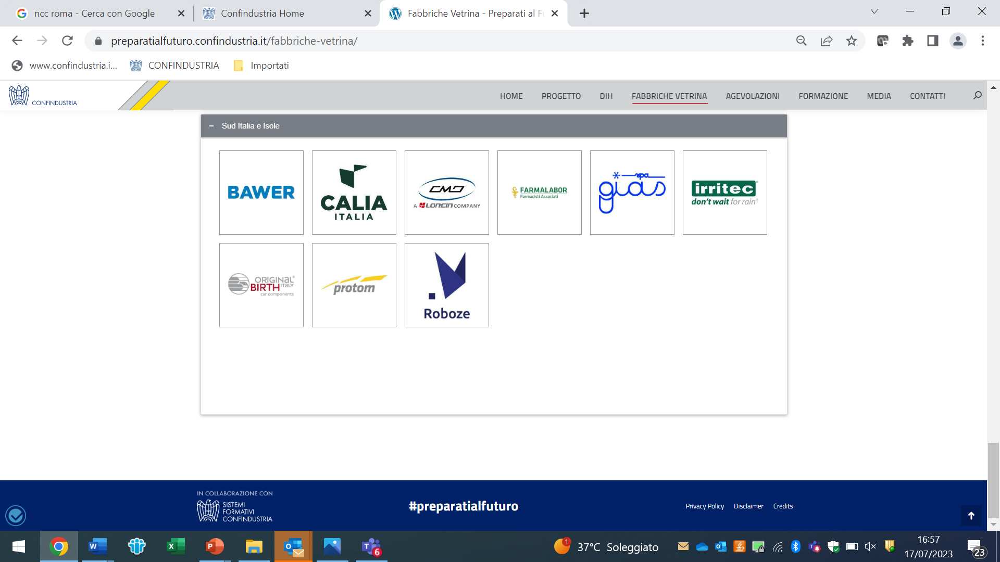 ncc roma - Cerca con Google
Confindustria Home
Fabbriche Vetrina - Preparati al Fu
preparatialfuturo.confindustria.it/fabbriche-vetrina/
www.confindustria.i...
CONFINDUSTRIA
Importati
CONFINDUSTRIA
HOME
PROGETTO
DIH
FABBRICHE VETRINA
AGEVOLAZIONI
FORMAZIONE
MEDIA
CONTATTI
Sud Italia e Isole
BAWER
CALIA
ITALIA
CMD
A LONCIN COMPANY
FARMALABOR
Farmacisti Associati
spa
gias
irritec®
don't wait for rain®
ORIGINAL®
BIRTH ITALY
car components
protom
Roboze
IN COLLABORAZIONE CON
SISTEMI
FORMATIVI
CONFINDUSTRIA
#preparatialfuturo
Privacy Policy
Disclaimer
Credits
1
37°C Soleggiato
16:57
17/07/2023
23
6